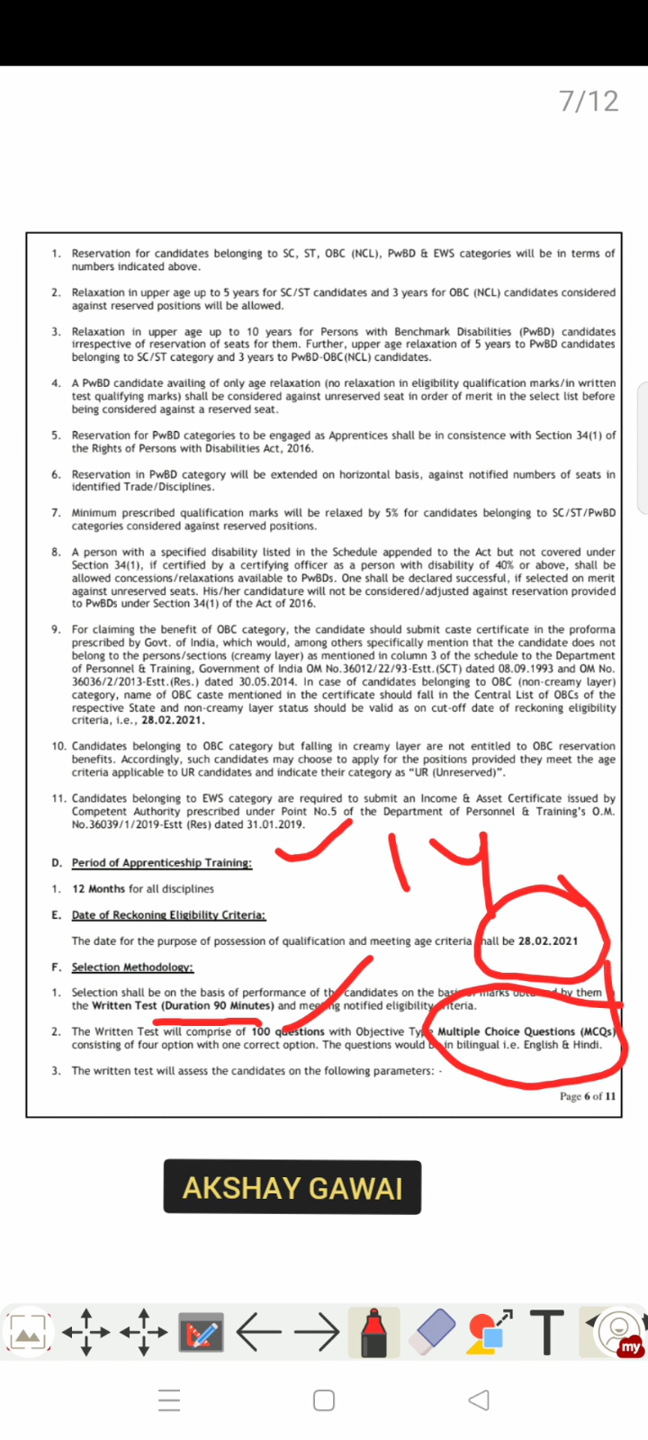 7/12
1. Reservation for candidates belonging to SC, ST, OBC (NCL), PwBD & EWS categories will be in terms of
numbers indicated above.
2. Relaxation in upper age up to 5 years for SC/ST candidates and 3 years for OBC (NCL) candidates considered
against reserved positions will be allowed.
3. Relaxation in upper age up to 10 years for Persons with Benchmark Disabilities (PwBD) candidates
irrespective of reservation of seats for them. Further, upper age relaxation of 5 years to PwBD candidates
belonging to SC/ST category and 3 years to PwBD-OBC(NCL) candidates.
4. A PwBD candidate availing of only age relaxation (no relaxation in eligibility qualification marks/in written
test qualifying marks) shall be considered against unreserved seat in order of merit in the select list before
being considered against a reserved seat.
5. Reservation for PwBD categories to be engaged as Apprentices shall be in consistence with Section 34(1) of
the Rights of Persons with Disabilities Act, 2016.
6. Reservation in PwBD category will be extended on horizontal basis, against notified numbers of seats in
identified Trade/Disciplines.
7. Minimum prescribed qualification marks will be relaxed by 5% for candidates belonging to SC/ST/PwBD
categories considered against reserved positions.
8. A person with a specified disability listed in the Schedule appended to the Act but not covered under
Section 34(1), if certified by a certifying officer as a person with disability of 40% or above, shall be
allowed concessions/relaxations available to PwBDs. One shall be declared successful, if selected on merit
against unreserved seats. His/her candidature will not be considered/adjusted against reservation provided
to PwBDs under Section 34(1) of the Act of 2016.
9. For claiming the benefit of OBC category, the candidate should submit caste certificate in the proforma
prescribed by Govt. of India, which would, among others specifically mention that the candidate does not
belong to the persons/sections (creamy layer) as mentioned in column 3 of the schedule to the Department
of Personnel & Training, Government of India OM No.36012/22/93-Estt.(SCT) dated 08.09.1993 and OM No.
36036/2/2013-Estt.(Res.) dated 30.05.2014. In case of candidates belonging to OBC (non-creamy layer)
category, name of OBC caste mentioned in the certificate should fall in the Central List of OBCs of the
respective State and non-creamy layer status should be valid as on cut-off date of reckoning eligibility
criteria, i.e., 28.02.2021.
10. Candidates belonging to OBC category but falling in creamy layer are not entitled to OBC reservation
benefits. Accordingly, such candidates may choose to apply for the positions provided they meet the age
criteria applicable to UR candidates and indicate their category as “UR (Unreserved)”.
11. Candidates belonging to EWS category are required to submit an Income & Asset Certificate issued by
Competent Authority prescribed under Point No.5 of the Department of Personnel & Training’s O.M.
No.36039/1/2019-Estt (Res) dated 31.01.2019.
D. Period of Apprenticeship Training:
1. 12 Months for all disciplines
E. Date of Reckoning Eligibility Criteria:
The date for the purpose of possession of qualification and meeting age criteria shall be 28.02.2021
F. Selection Methodology:
1. Selection shall be on the basis of performance of the candidates on the basis marks by them
the Written Test (Duration 90 Minutes) and meeting notified eligibility criteria.
2. The Written Test will comprise of 100 questions with Objective Type Multiple Choice Questions (MCQs)
consisting of four option with one correct option. The questions would be in bilingual i.e. English & Hindi.
3. The written test will assess the candidates on the following parameters: -
Page 6 of 11
AKSHAY GAWAI
T
my